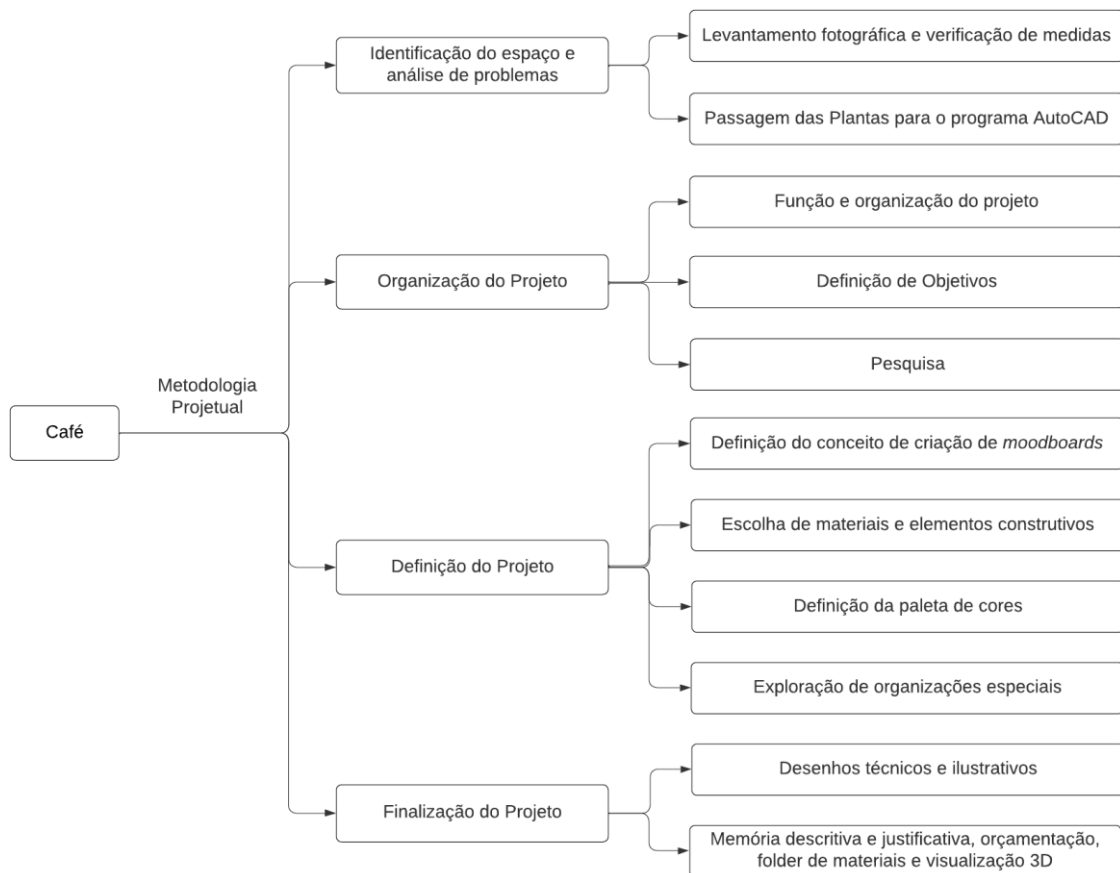 Café
Metodologia
Projetual
Identificação do espaço e
análise de problemas
Levantamento fotográfica e verificação de medidas
Passagem das Plantas para o programa AutoCAD
Organização do Projeto
Função e organização do projeto
Definição de Objetivos
Pesquisa
Definição do Projeto
Definição do conceito de criação de moodboards
Escolha de materiais e elementos construtivos
Definição da paleta de cores
Exploração de organizações especiais
Finalização do Projeto
Desenhos técnicos e ilustrativos
Memória descritiva e justificativa, orçamentação,
folder de materiais e visualização 3D